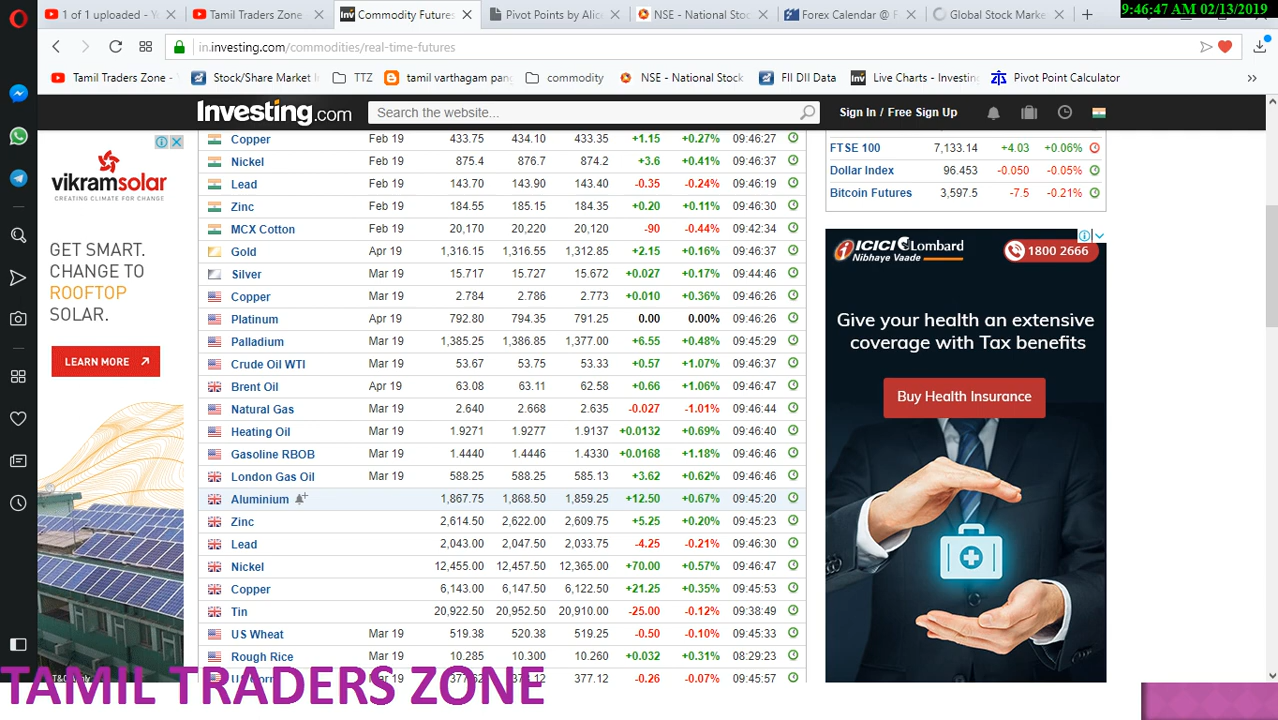 1 of 1 uploaded - Yo
Tamil Traders Zone
Commodity Futures
Pivot Points by Alice
NSE - National Stoc
Forex Calendar @ F
Global Stock Marke
9:46:47 AM 02/13/2019
in.investing.com/commodities/real-time-futures
Tamil Traders Zone -
Stock/Share Market I
TTZ
tamil varthagam pan
commodity
NSE - National Stock
FII DII Data
Live Charts - Investin
Pivot Point Calculator
Investing.com
Search the website...
Sign In / Free Sign Up
Copper Feb 19 433.75 434.10 433.35 +1.15 +0.27% 09:46:27
Nickel Feb 19 875.4 876.7 874.2 +3.6 +0.41% 09:46:37
Lead Feb 19 143.70 143.90 143.40 -0.35 -0.24% 09:46:19
Zinc Feb 19 184.55 185.15 184.35 +0.20 +0.11% 09:46:30
MCX Cotton Feb 19 20,170 20,220 20,120 -90 -0.44% 09:42:34
Gold 1,316.15 1,316.55 1,312.85 +2.15 +0.16% 09:46:37
Silver Mar 19 15.717 15.727 15.672 +0.027 +0.17% 09:44:46
Copper Mar 19 2.784 2.786 2.773 +0.010 +0.36% 09:46:26
Platinum Apr 19 792.80 794.35 791.25 0.00 0.00% 09:46:26
Palladium Mar 19 1,385.25 1,386.85 1,377.00 +6.55 +0.48% 09:45:29
Crude Oil WTI Mar 19 53.67 53.75 53.33 +0.57 +1.07% 09:46:37
Brent Oil Apr 19 63.08 63.11 62.58 +0.66 +1.06% 09:46:47
Natural Gas Mar 19 2.640 2.668 2.635 -0.027 -1.01% 09:46:44
Heating Oil Mar 19 1.9271 1.9277 1.9137 +0.0132 +0.69% 09:46:40
Gasoline RBOB Mar 19 1.4440 1.4446 1.4330 +0.0168 +1.18% 09:46:46
London Gas Oil Mar 19 588.25 588.25 585.13 +3.62 +0.62% 09:46:45
Aluminium 1,867.75 1,868.50 1,859.25 +12.50 +0.67% 09:45:20
Zinc 2,614.50 2,622.00 2,609.75 +5.25 +0.20% 09:45:23
Lead 2,043.00 2,033.75 -4.25 -0.21% 09:46:30
Nickel 12,365.00 +70.00 +0.57% 09:46:47
Copper 6,143.00 6,147.50 6,122.50 +21.25 +0.35% 09:45:53
Tin 20,922.50 20,952.50 20,910.00 -25.00 -0.12% 09:38:49
US Wheat Mar 19 519.38 520.38 519.25 -0.50 -0.10% 09:45:33
Rough Rice Mar 19 10.285 10.300 10.260 +0.032 +0.31% 08:29:23
377.12 -0.26 -0.07% 09:45:37
FTSE 100 7,133.14 +4.03 +0.06%
Dollar Index 96.453 -0.050 -0.05%
Bitcoin Futures 3,597.5 -7.5 -0.21%
vikramsolar
CREATING CLIMATE FOR CHANGE
GET SMART.
CHANGE TO
ROOFTOP
SOLAR.
LEARN MORE
ICICI Lombard
Nibhaye Vaade
1800 2666
Give your health an extensive
coverage with Tax benefits
Buy Health Insurance
TAMIL TRADERS ZONE